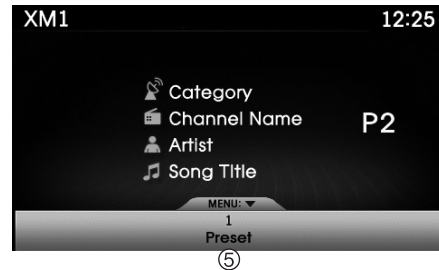 XM1 12:25
Category
Channel Name P2
Artist
Song Title
MENU: ▼
1
Preset
⑤